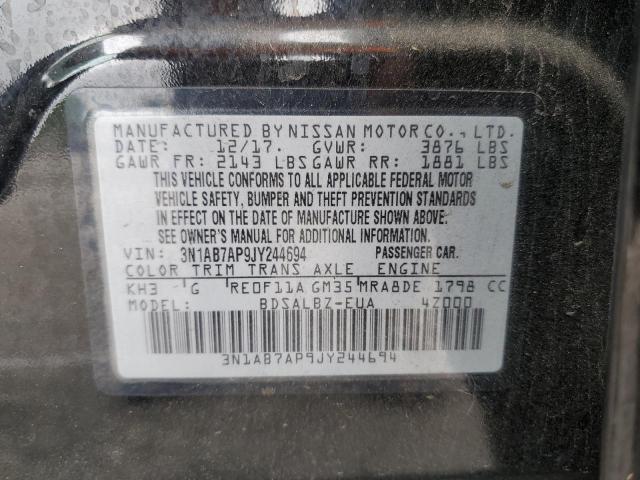 MANUFACTURED BY NISSAN MOTOR CO., LTD.
DATE: 12/17. GVWR: 3876 LBS
GAWR FR: 2143 LBS GAWR RR: 1881 LBS
THIS VEHICLE CONFORMS TO ALL APPLICABLE FEDERAL MOTOR
VEHICLE SAFETY, BUMPER AND THEFT PREVENTION STANDARDS
IN EFFECT ON THE DATE OF MANUFACTURE SHOWN ABOVE.
SEE OWNER'S MANUAL FOR ADDITIONAL INFORMATION.
VIN: 3N1AB7AP9JY244694 PASSENGER CAR.
COLOR TRIM TRANS AXLE ENGINE
KH3 G RE0F11A GM35 MRA8DE 1798 CC
MODEL: BDSALBZ-EUA 4Z000
3N1AB7AP9JY244694